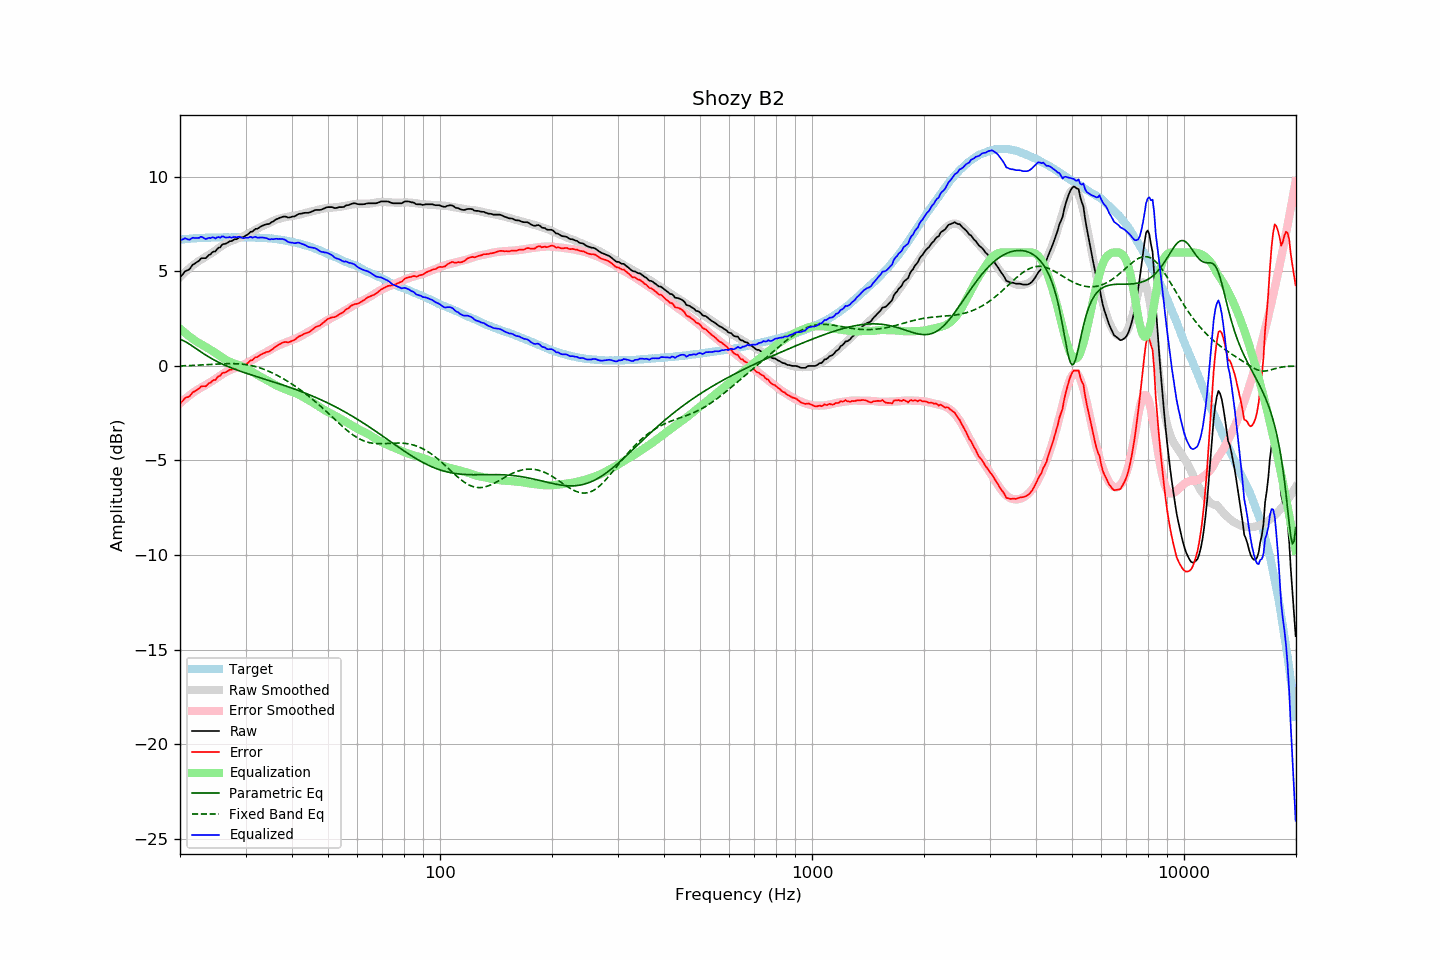 Shozy B2
10
5
0
−5
−10
−15
−20
−25
Amplitude (dBr)
Target
Raw Smoothed
Error Smoothed
Raw
Error
Equalization
Parametric Eq
Fixed Band Eq
Equalized
100
1000
10000
Frequency (Hz)